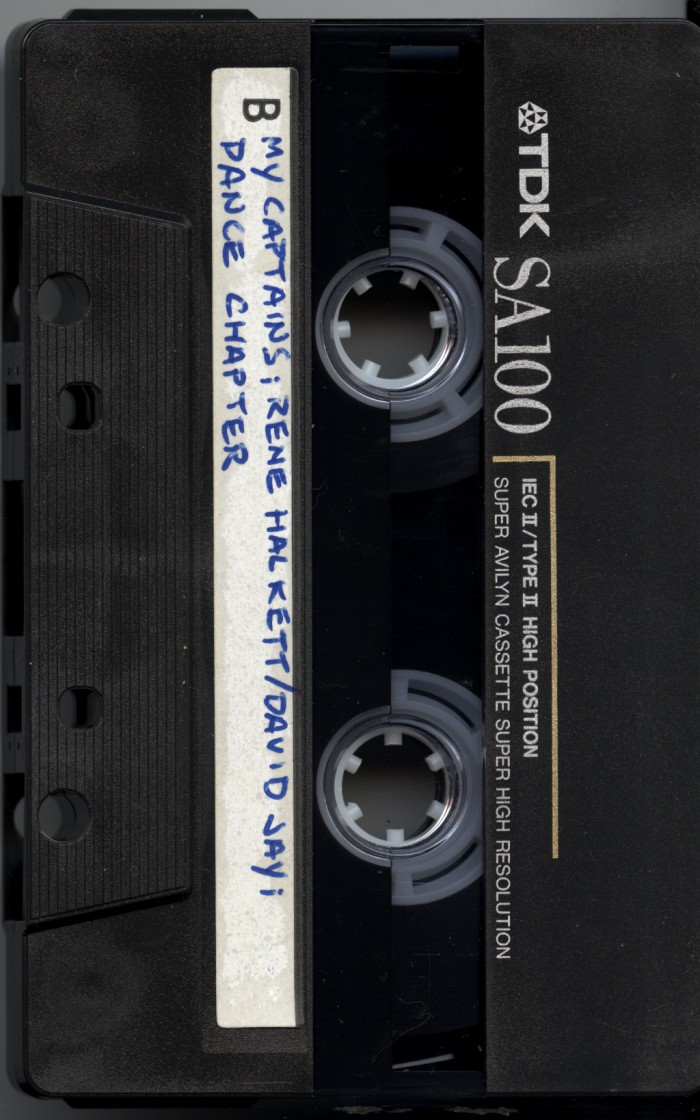 TDK SA100
IEC II/TYPE II HIGH POSITION
SUPER AVILYN CASSETTE SUPER HIGH RESOLUTION
B
MY CAPTAINS; RENE HALKETT/DAVID JAY;
DANCE CHAPTER